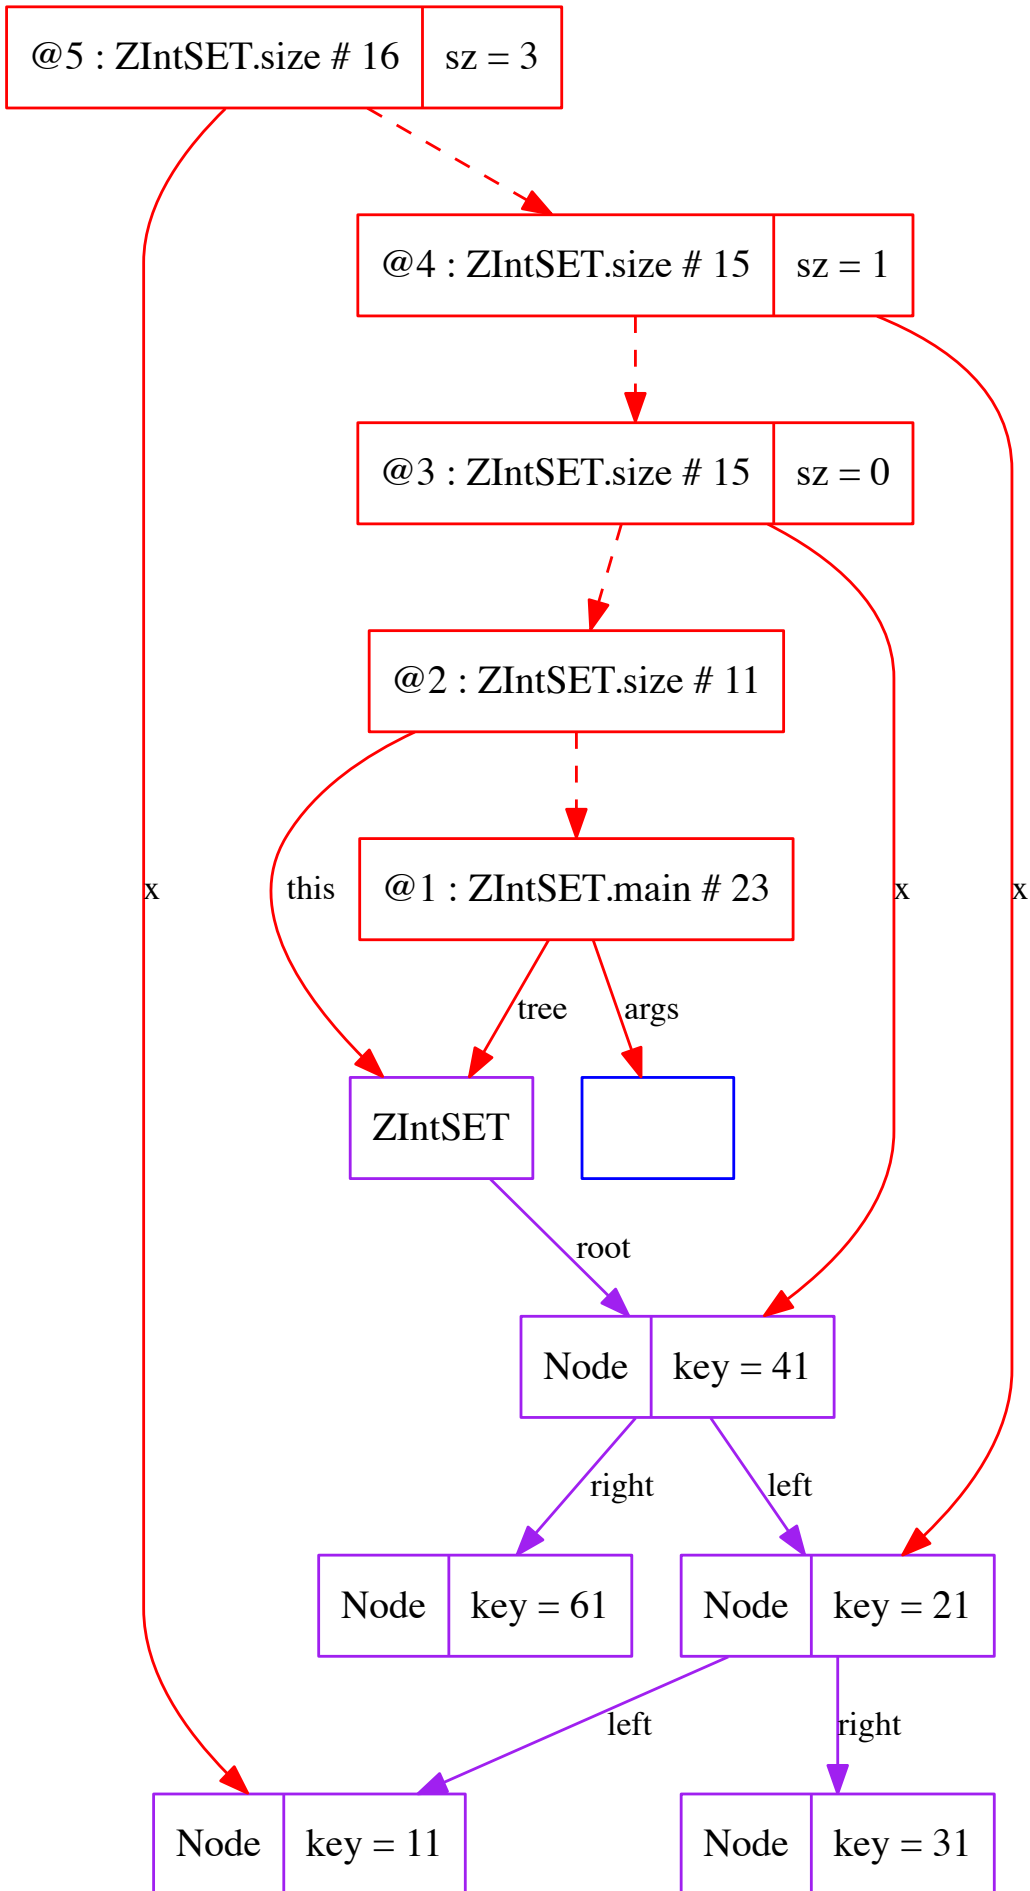 @5 : ZIntSET.size # 16 sz = 3
@4 : ZIntSET.size # 15 sz = 1
@3 : ZIntSET.size # 15 sz = 0
@2 : ZIntSET.size # 11
@1 : ZIntSET.main # 23
x this x x
tree args
ZIntSET
root
Node key = 41
right left
Node key = 61 Node key = 21
left right
Node key = 11 Node key = 31